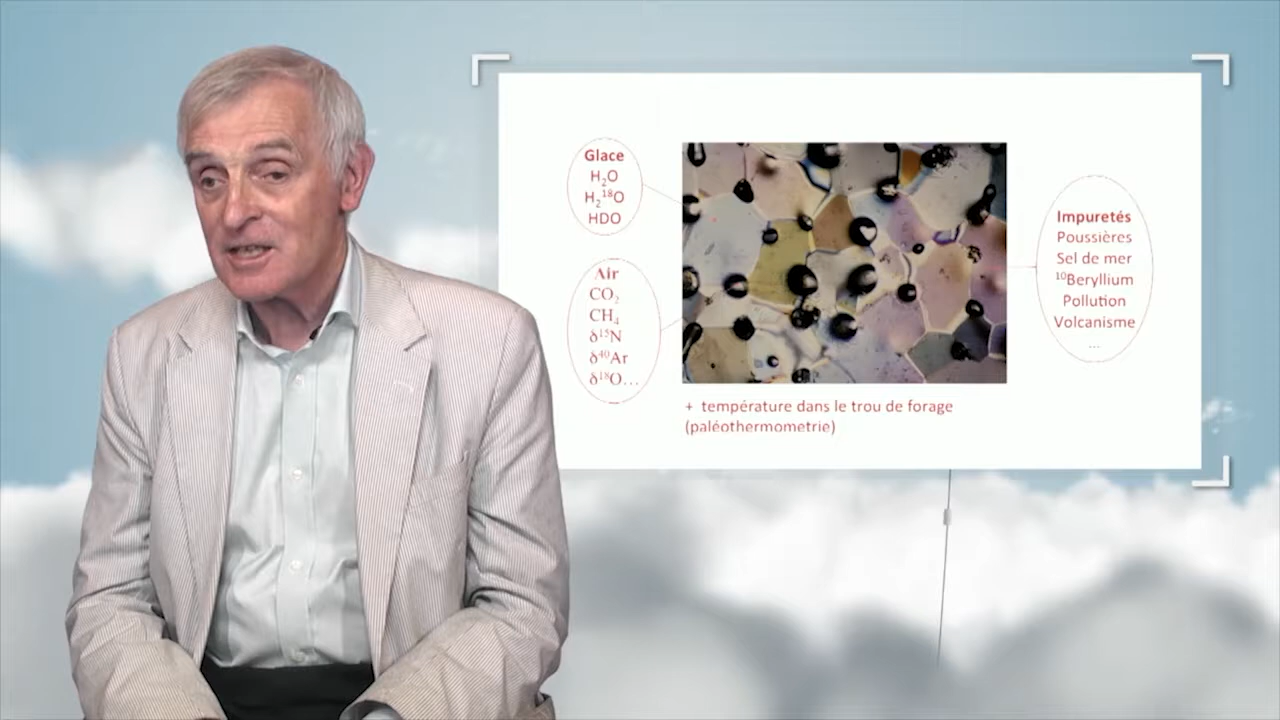 Glace
H₂O
H₂¹⁸O
HDO
Air
CO₂
CH₄
δ¹⁵N
δ⁴⁰Ar
δ¹⁸O…
Impuretés
Poussières
Sel de mer
¹⁰Beryllium
Pollution
Volcanisme
...
+ température dans le trou de forage
(paléothermometrie)